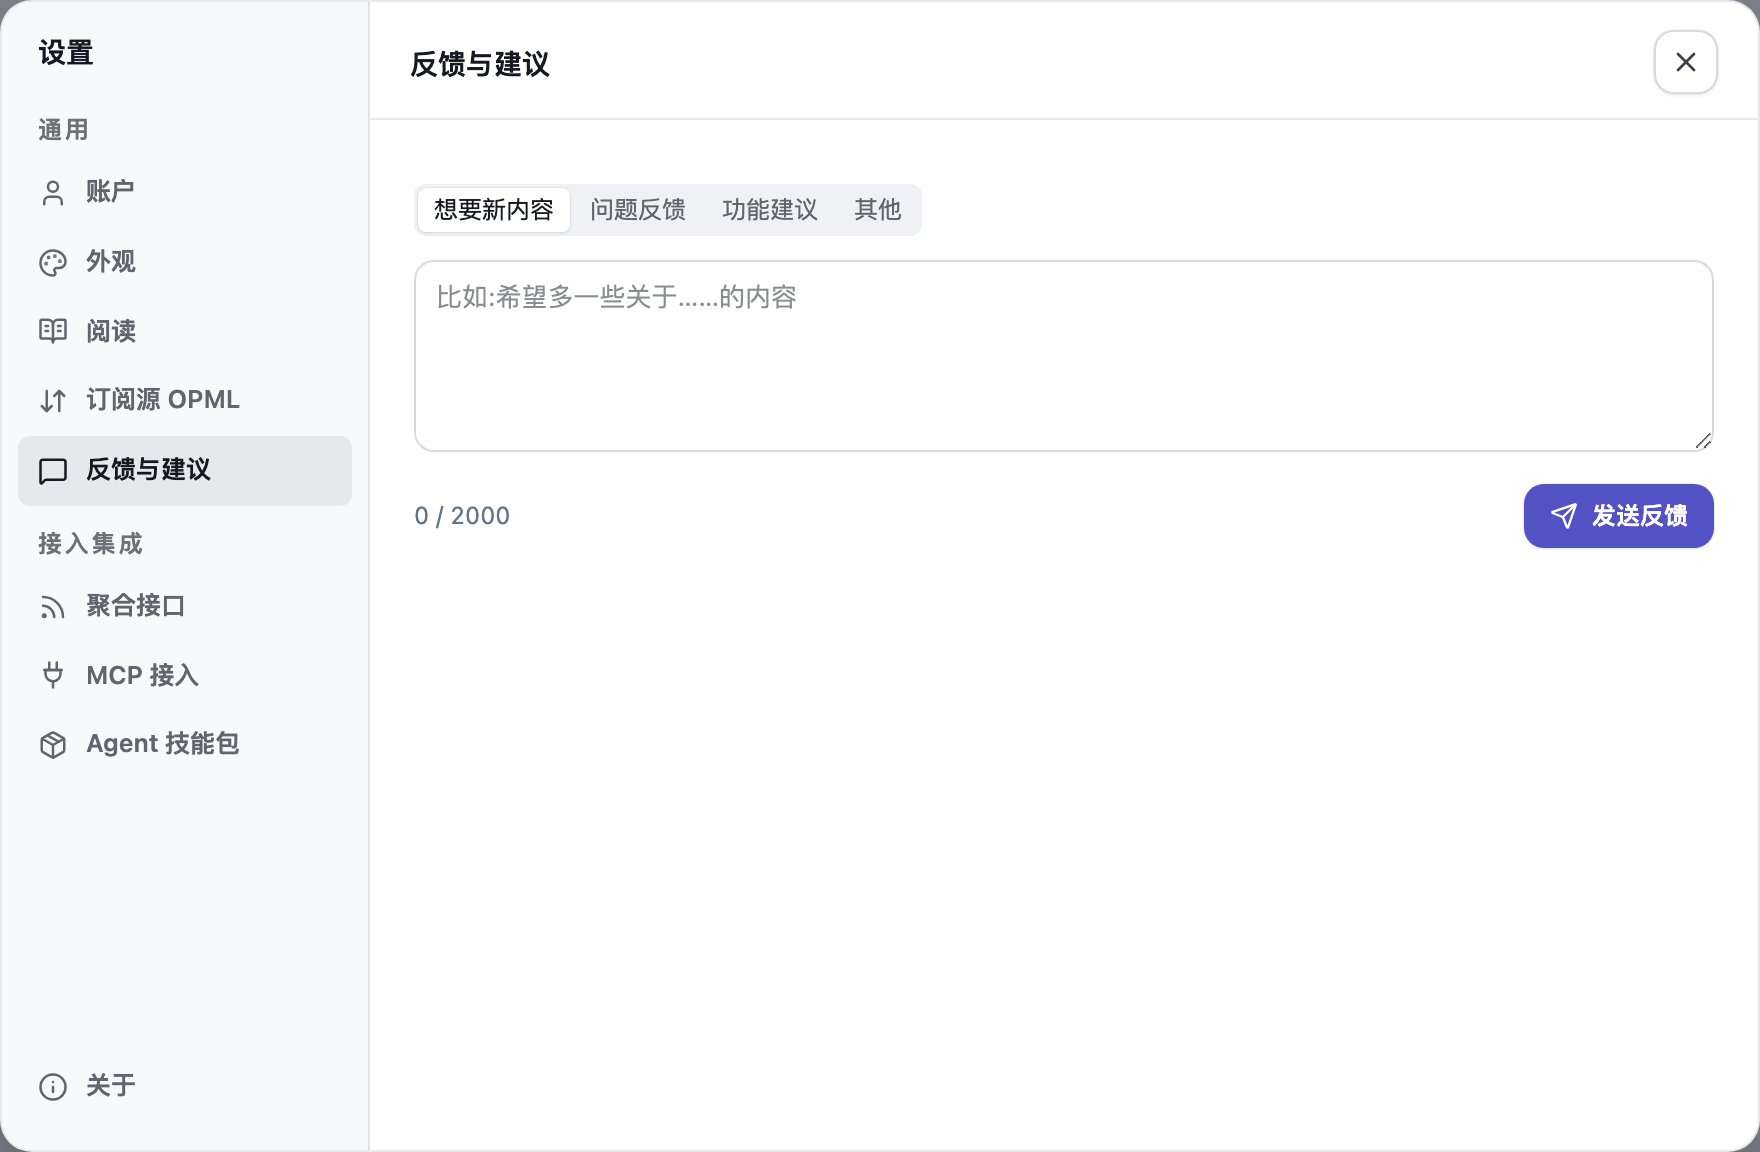 设置
通用
账户
外观
阅读
订阅源 OPML
反馈与建议
接入集成
聚合接口
MCP 接入
Agent 技能包
关于
反馈与建议
想要新内容 问题反馈 功能建议 其他
比如:希望多一些关于……的内容
0 / 2000
发送反馈